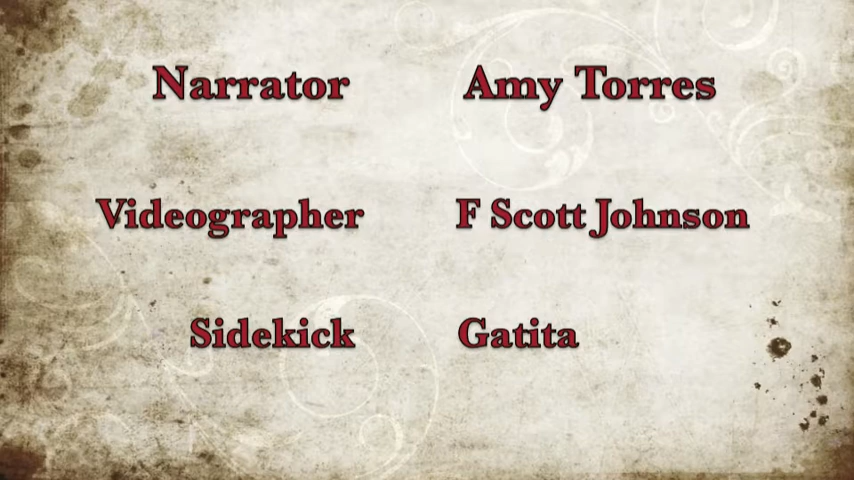 Narrator Amy Torres
Videographer F Scott Johnson
Sidekick Gatita